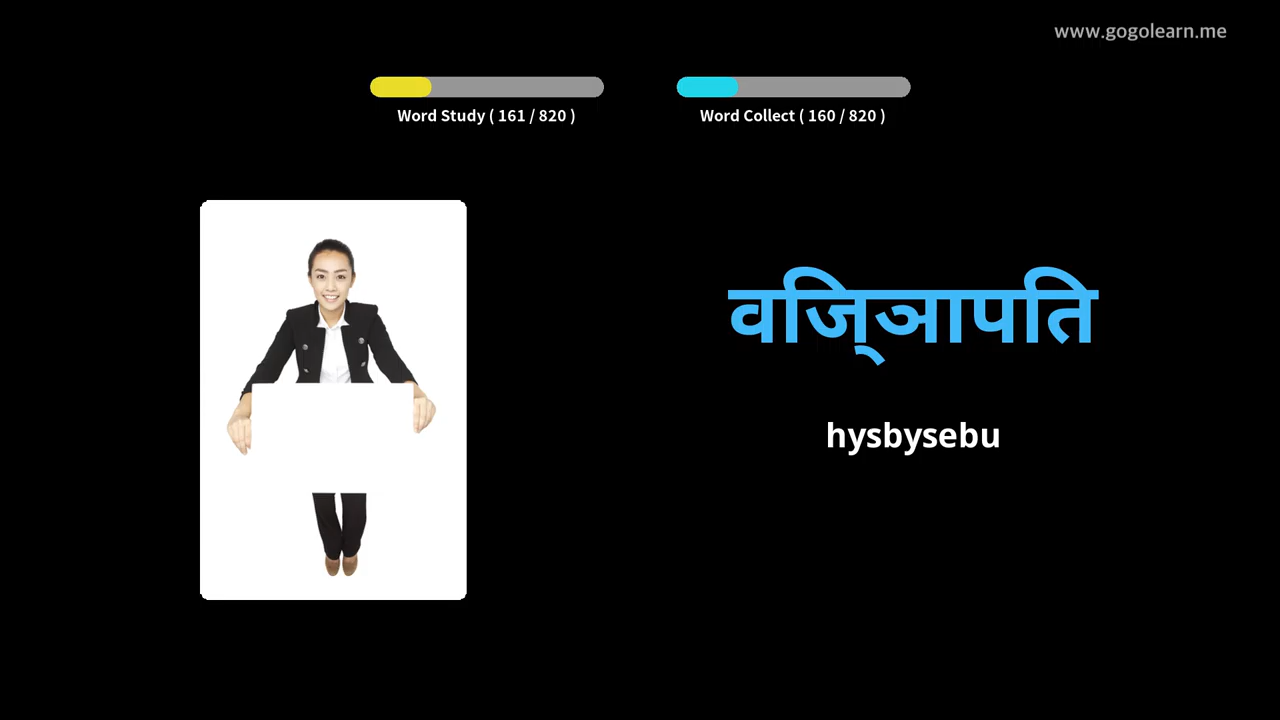 www.gogolearn.me
Word Study ( 161 / 820 )
Word Collect ( 160 / 820 )
वजि्ञापति
hysbysebu